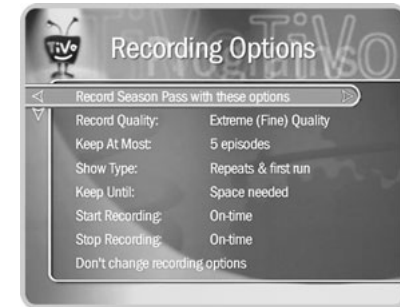 TiVo
Recording Options
Record Season Pass with these options
Record Quality: Extreme (Fine) Quality
Keep At Most: 5 episodes
Show Type: Repeats & first run
Keep Until: Space needed
Start Recording: On-time
Stop Recording: On-time
Don't change recording options